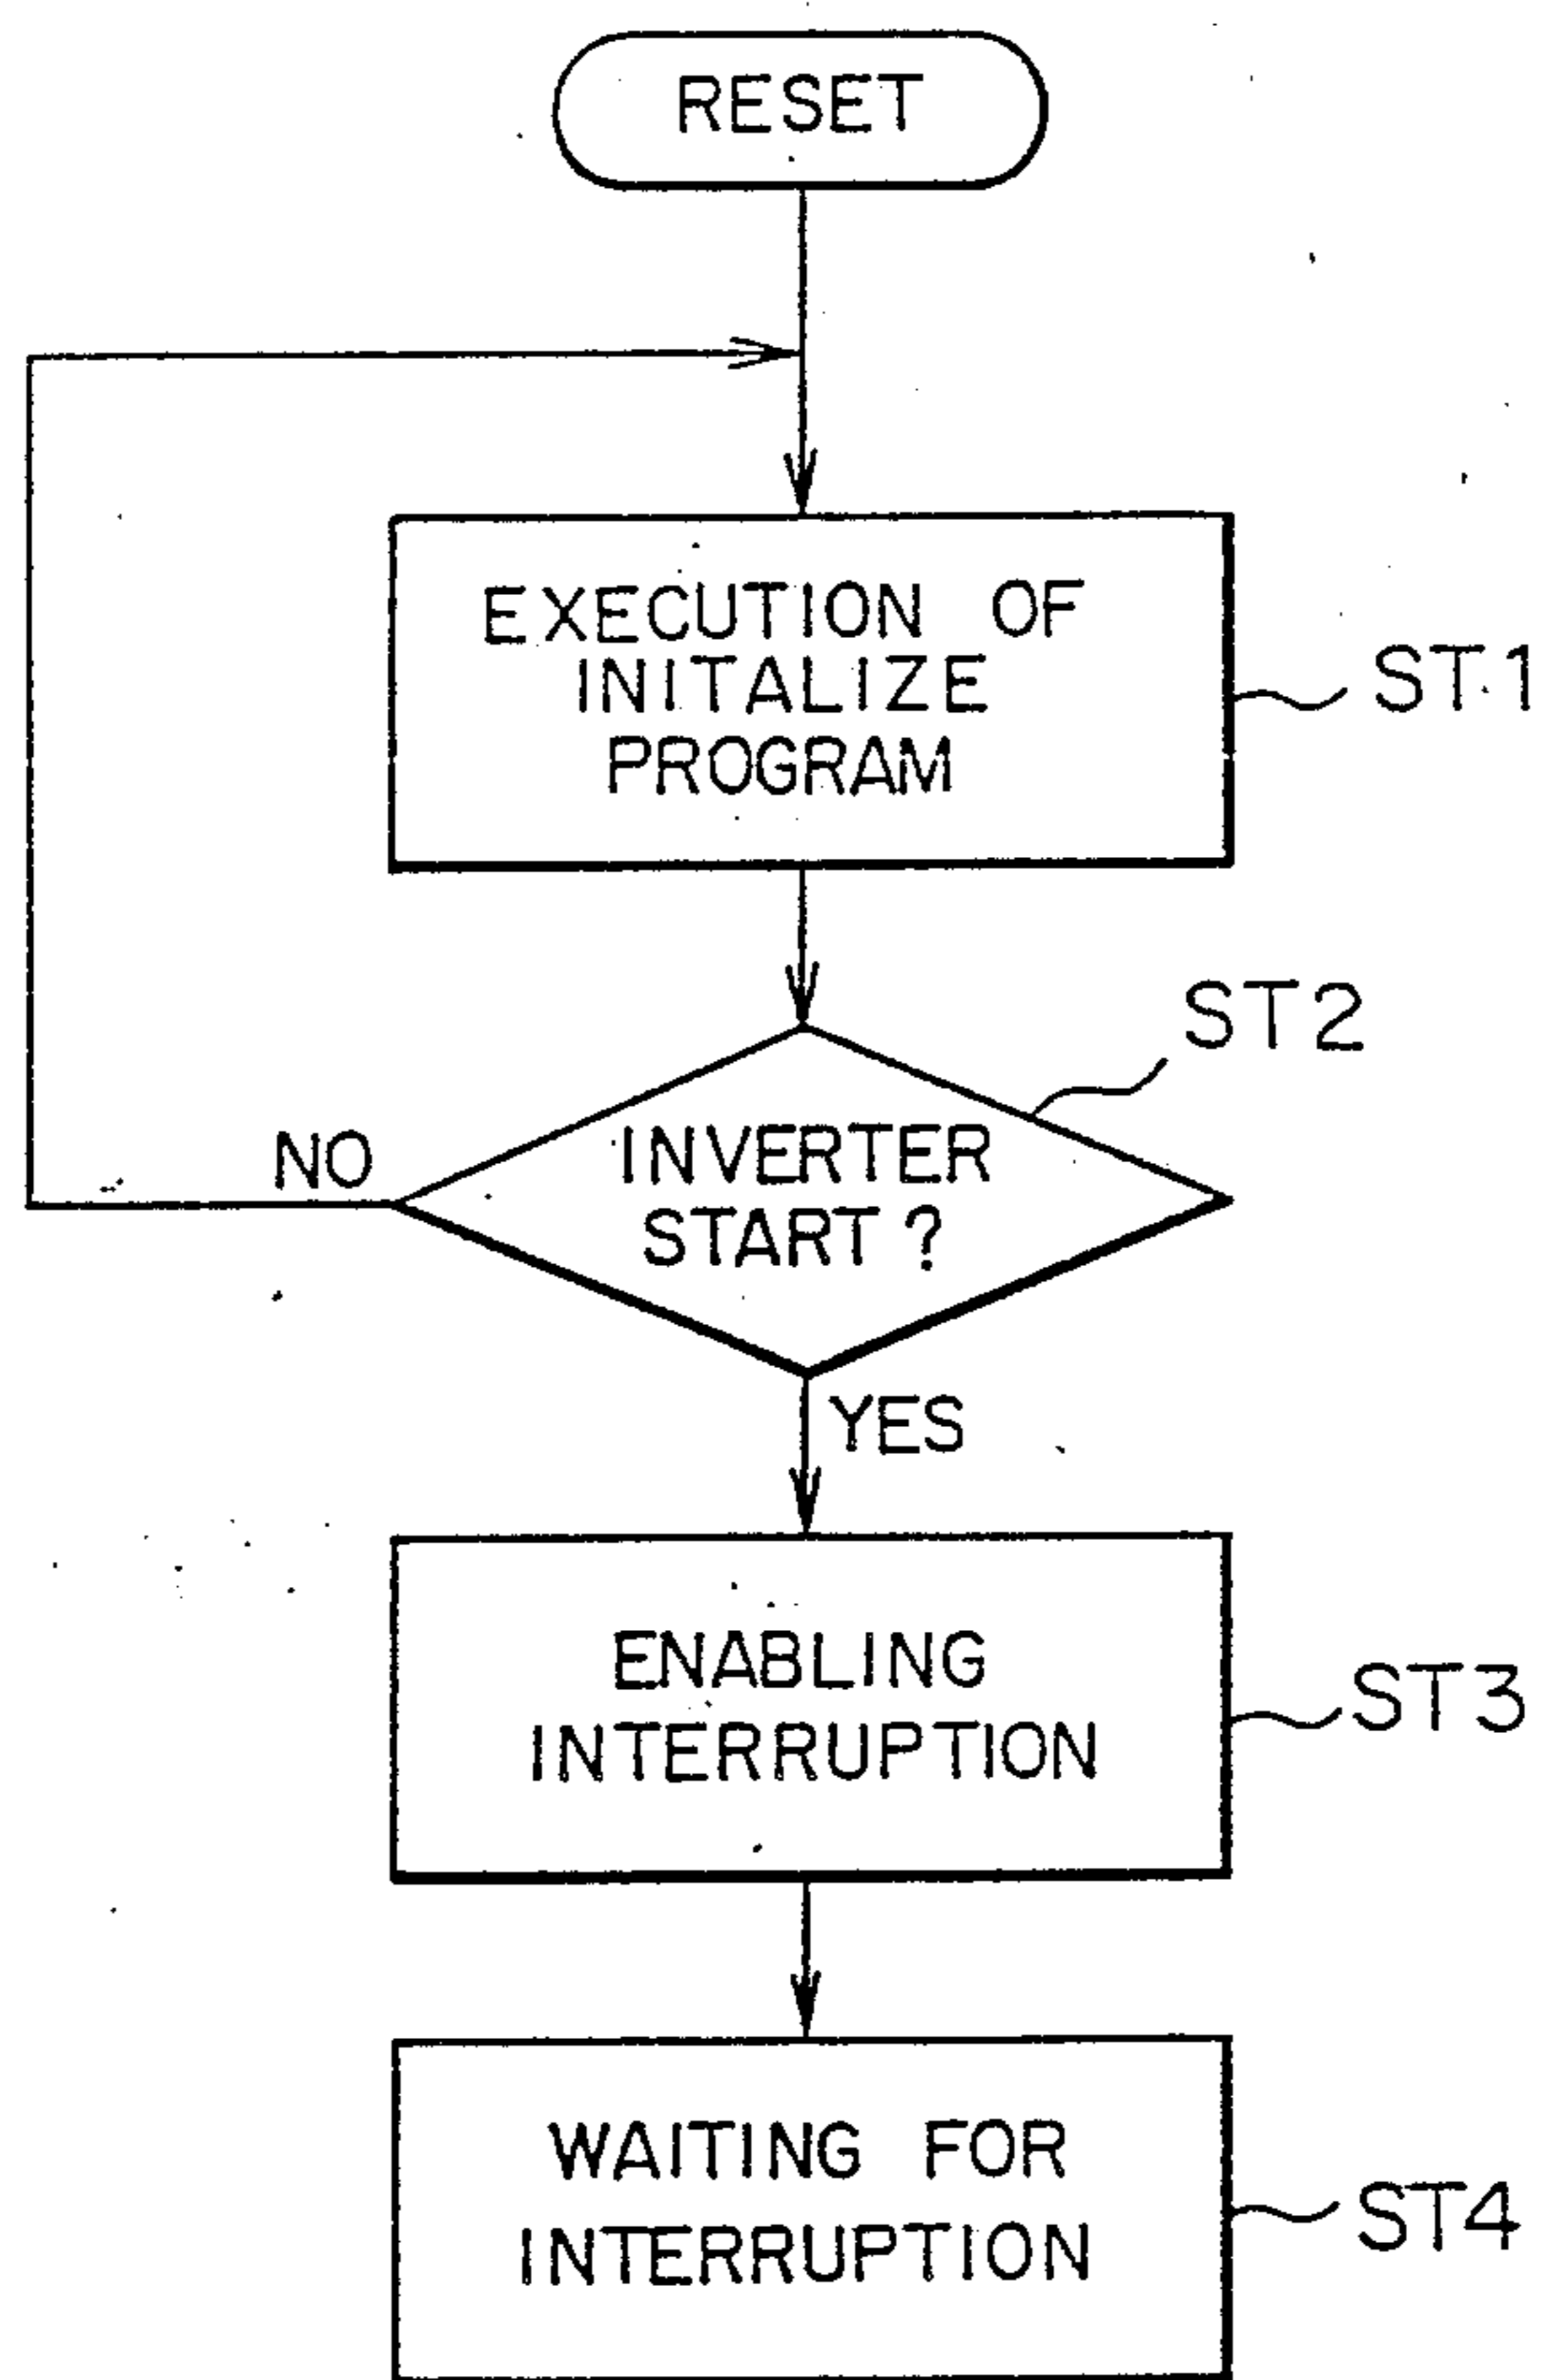 RESET
EXECUTION OF
INITALIZE
PROGRAM
ST1
ST2
NO
INVERTER
START?
YES
ENABLING
INTERRUPTION
ST3
WAITING FOR
INTERRUPTION
ST4